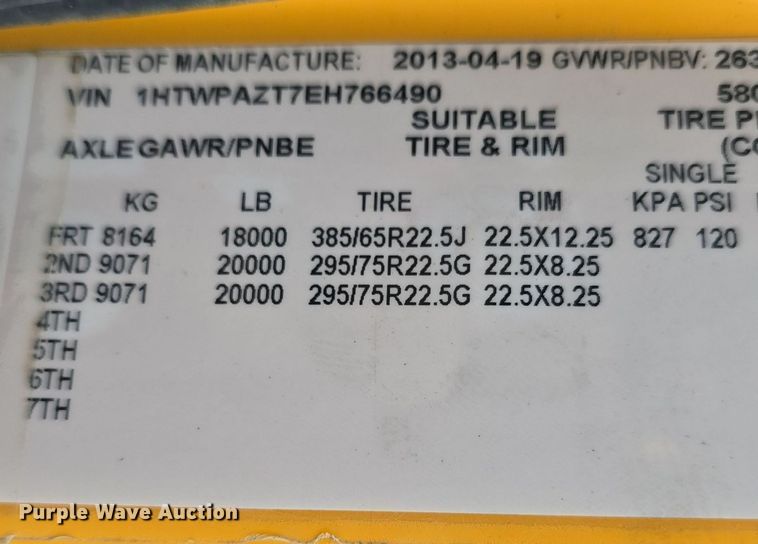 DATE OF MANUFACTURE: 2013-04-19 GVWR/PNBV: 263
VIN 1HTWPAZT7EH766490 580
SUITABLE TIRE P
AXLE GAWR/PNBE TIRE & RIM (CO
SINGLE
KG LB TIRE RIM KPA PSI
FRT 8164 18000 385/65R22.5J 22.5X12.25 827 120
2ND 9071 20000 295/75R22.5G 22.5X8.25
3RD 9071 20000 295/75R22.5G 22.5X8.25
4TH
5TH
6TH
7TH
Purple Wave Auction